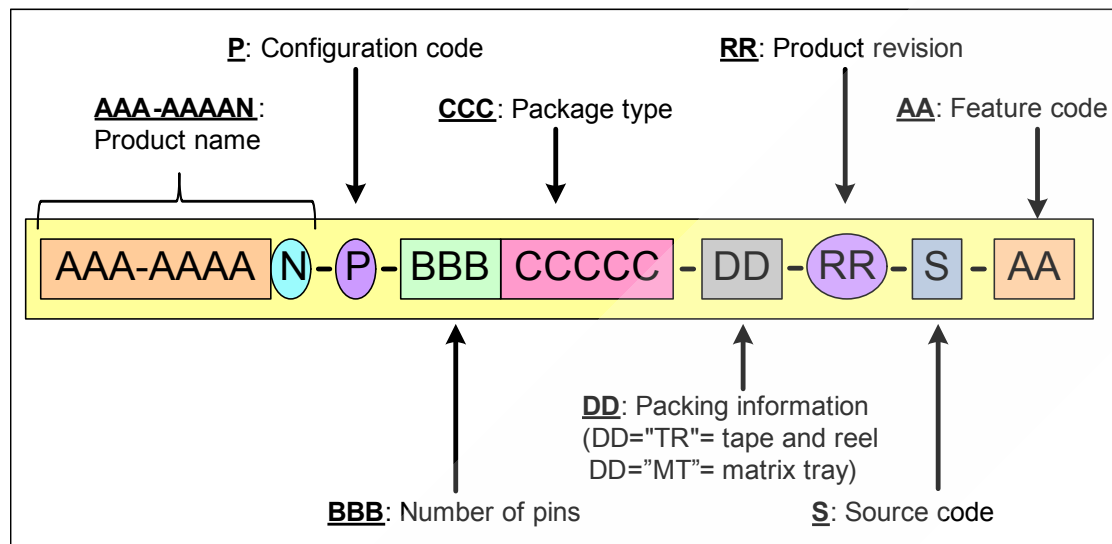 P: Configuration code
RR: Product revision
AAA-AAAAN:
Product name
CCC: Package type
AA: Feature code
AAA-AAAA N – P – BBB CCCCC – DD – RR – S – AA
DD: Packing information
(DD="TR"= tape and reel
DD=”MT”= matrix tray)
BBB: Number of pins
S: Source code